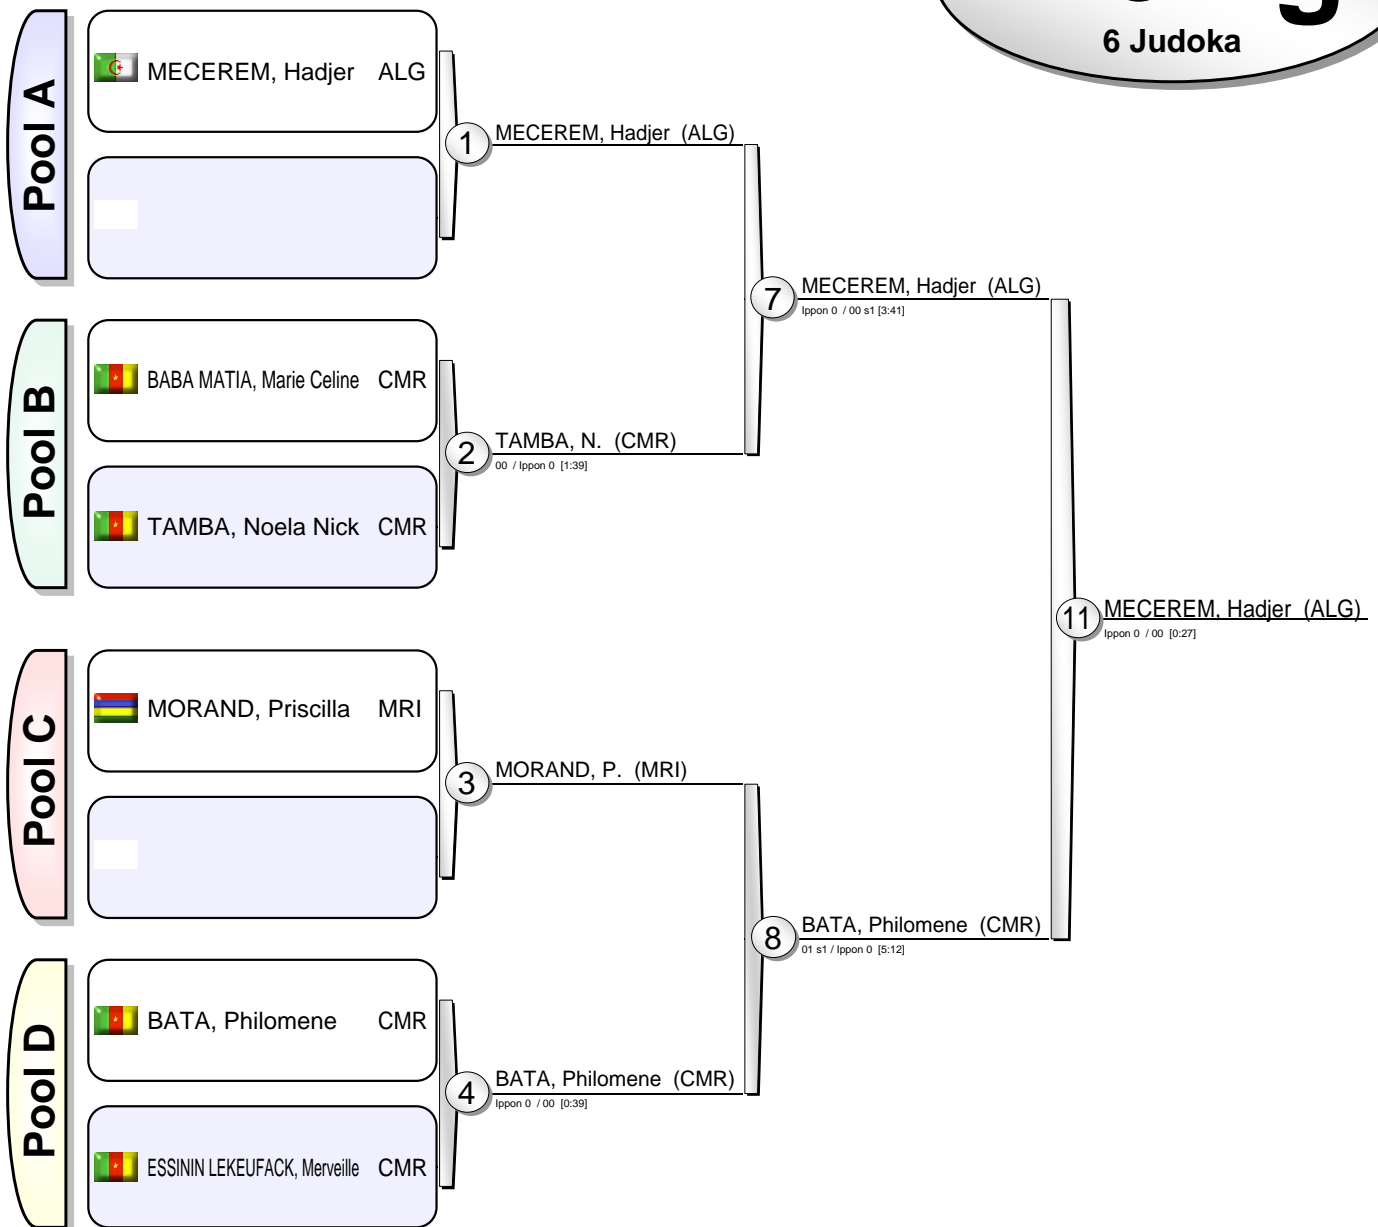 6 Judoka
Pool A
MECEREM, Hadjer ALG
1
MECEREM, Hadjer (ALG)
7
MECEREM, Hadjer (ALG)
Ippon 0 / 00 s1 [3:41]
Pool B
BABA MATIA, Marie Celine CMR
2
TAMBA, N. (CMR)
00 / Ippon 0 [1:39]
TAMBA, Noela Nick CMR
11
MECEREM, Hadjer (ALG)
Ippon 0 / 00 [0:27]
Pool C
MORAND, Priscilla MRI
3
MORAND, P. (MRI)
8
BATA, Philomene (CMR)
01 s1 / Ippon 0 [5:12]
Pool D
BATA, Philomene CMR
4
BATA, Philomene (CMR)
Ippon 0 / 00 [0:39]
ESSININ LEKEUFACK, Merveille CMR